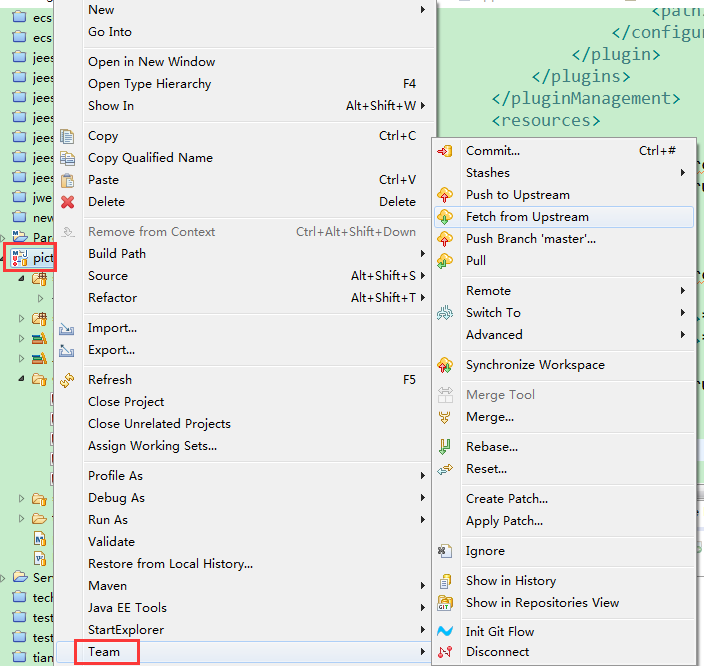 ecs
ecs
jees
jees
jees
jees
jees
jees
jees
jwe
new
Par
pict
Ser
tech
test
test
tian
New
Go Into
Open in New Window
Open Type Hierarchy F4
Show In Alt+Shift+W
Copy Ctrl+C
Copy Qualified Name
Paste Ctrl+V
Delete Delete
Remove from Context Ctrl+Alt+Shift+Down
Build Path
Source Alt+Shift+S
Refactor Alt+Shift+T
Import...
Export...
Refresh F5
Close Project
Close Unrelated Projects
Assign Working Sets...
Profile As
Debug As
Run As
Validate
Restore from Local History...
Maven
Java EE Tools
StartExplorer
Team
<path
</configu
</plugin>
</plugins>
</pluginManagement>
<resources>
Commit... Ctrl+#
Stashes
Push to Upstream
Fetch from Upstream
Push Branch 'master'...
Pull
Remote
Switch To
Advanced
Synchronize Workspace
Merge Tool
Merge...
Rebase...
Reset...
Create Patch...
Apply Patch...
Ignore
Show in History
Show in Repositories View
Init Git Flow
Disconnect